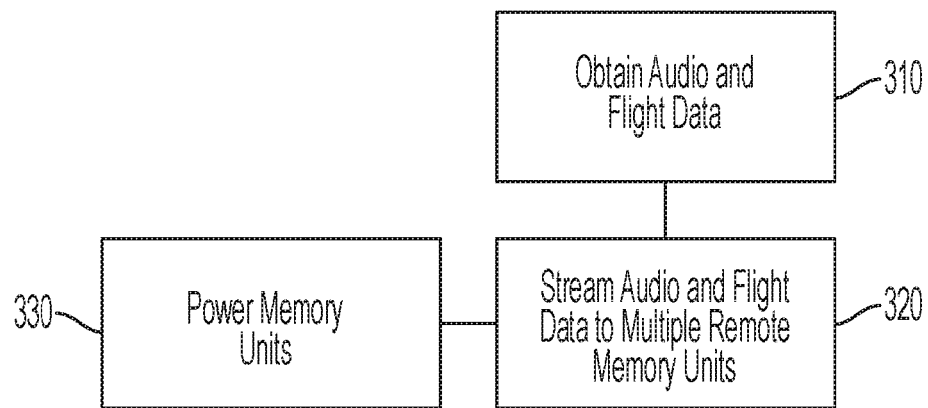 Obtain Audio and
Flight Data
310
330
Power Memory
Units
Stream Audio and Flight
Data to Multiple Remote
Memory Units
320